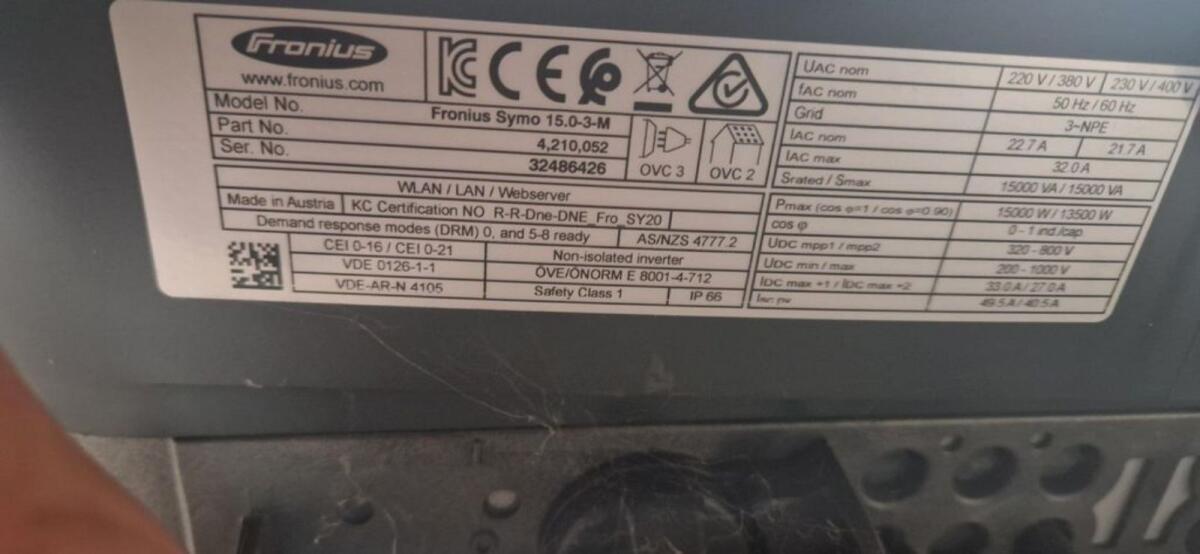 Fronius
www.fronius.com
Model No. Fronius Symo 15.0-3-M
Part No. 4,210,052
Ser. No. 32486426
OVC 3 OVC 2
WLAN / LAN / Webserver
Made in Austria KC Certification NO R-R-Dne-DNE_Fro_SY20
Demand response modes (DRM) 0, and 5-8 ready AS/NZS 4777.2
CEI 0-16 / CEI 0-21 Non-isolated inverter
VDE 0126-1-1 ÖVE/ÖNORM E 8001-4-712
VDE-AR-N 4105 Safety Class 1 IP 66
UAC nom 220 V / 380 V 230 V / 400 V
fAC nom 50 Hz / 60 Hz
Grid 3~NPE
IAC nom 22.7 A 21.7 A
IAC max 32.0 A
Srated / Smax 15000 VA / 15000 VA
Pmax (cos φ=1 / cos φ=0.90) 15000 W / 13500 W
cos φ 0 - 1 ind./cap
UDC mpp1 / mpp2 320 - 800 V
UDC min / max 200 - 1000 V
IDC max 1 / IDC max 2 33.0 A / 27.0 A
Isc pv 49.5 A / 40.5 A